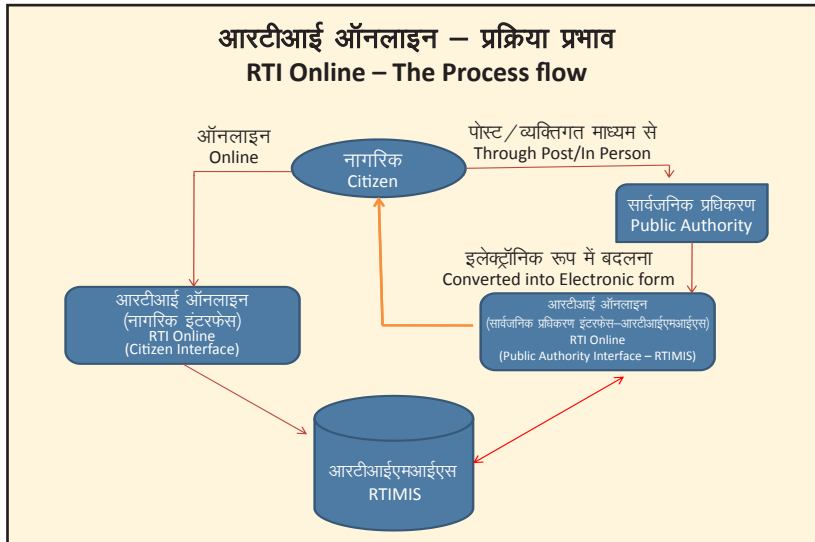 आरटीआई ऑनलाइन – प्रक्रिया प्रभाव
RTI Online – The Process flow
ऑनलाइन
Online
नागरिक
Citizen
पोस्ट/व्यक्तिगत माध्यम से
Through Post/In Person
सार्वजनिक प्रधिकरण
Public Authority
इलेक्ट्रॉनिक रूप में बदलना
Converted into Electronic form
आरटीआई ऑनलाइन
(नागरिक इंटरफेस)
RTI Online
(Citizen Interface)
आरटीआई ऑनलाइन
(सार्वजनिक प्रधिकरण इंटरफेस–आरटीआईएमआईएस)
RTI Online
(Public Authority Interface – RTIMIS)
आरटीआईएमआईएस
RTIMIS